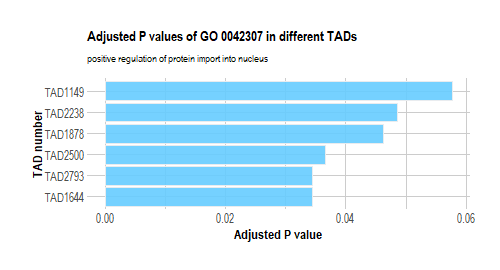 Adjusted P values of GO 0042307 in different TADs
positive regulation of protein import into nucleus
TAD number
TAD1149
TAD2238
TAD1878
TAD2500
TAD2793
TAD1644
0.00 0.02 0.04 0.06
Adjusted P value